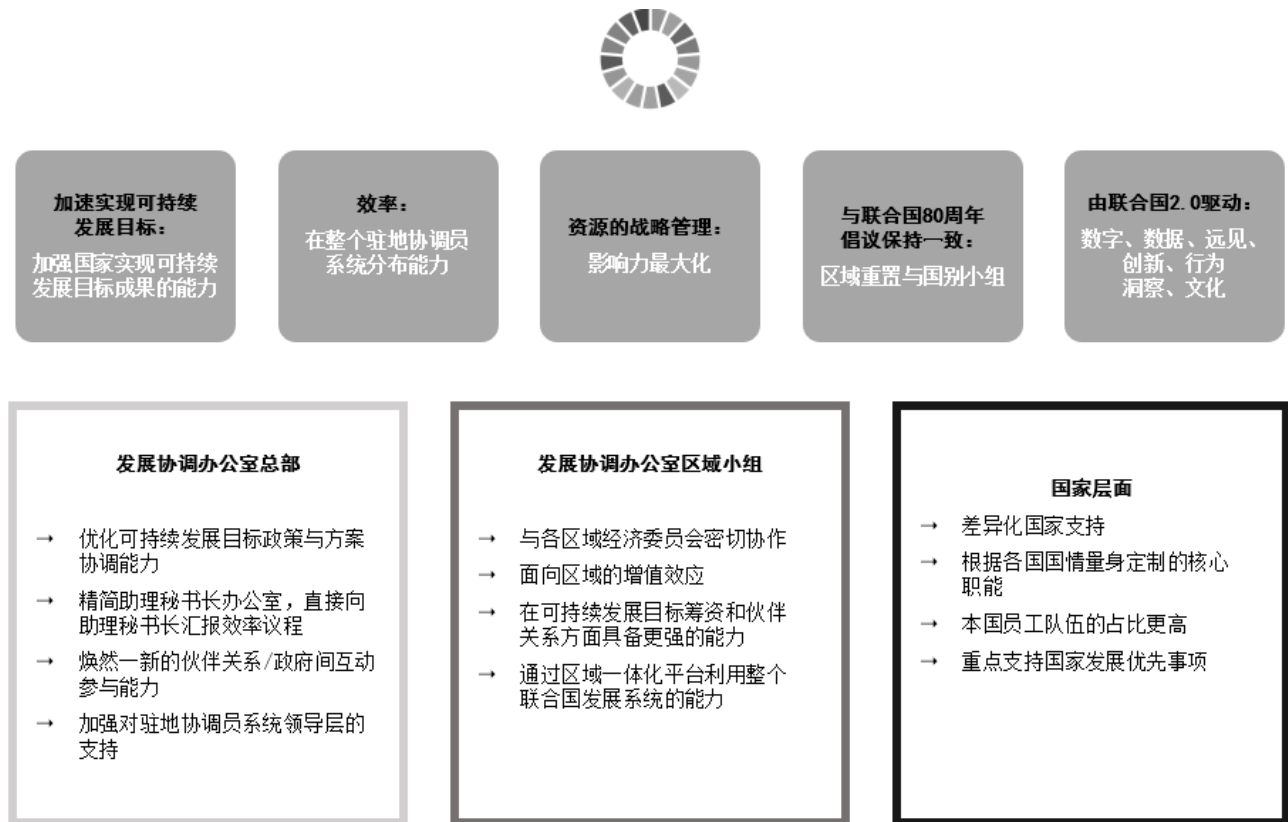 加速实现可持续
发展目标：
加强国家实现可持续
发展目标成果的能力
效率：
在整个驻地协调员
系统分布能力
资源的战略管理：
影响力最大化
与联合国80周年
倡议保持一致：
区域重置与国别小组
由联合国2.0驱动：
数字、数据、远见、
创新、行为
洞察、文化
发展协调办公室总部
→ 优化可持续发展目标政策与方案
协调能力
→ 精简助理秘书长办公室，直接向
助理秘书长汇报效率议程
→ 焕然一新的伙伴关系/政府间互动
参与能力
→ 加强对驻地协调员系统领导层的
支持
发展协调办公室区域小组
→ 与各区域经济委员会密切协作
→ 面向区域的增值效应
→ 在可持续发展目标筹资和伙伴
关系方面具备更强的能力
→ 通过区域一体化平台利用整个
联合国发展系统的能力
国家层面
→ 差异化国家支持
→ 根据各国国情量身定制的核心
职能
→ 本国员工队伍的占比更高
→ 重点支持国家发展优先事项